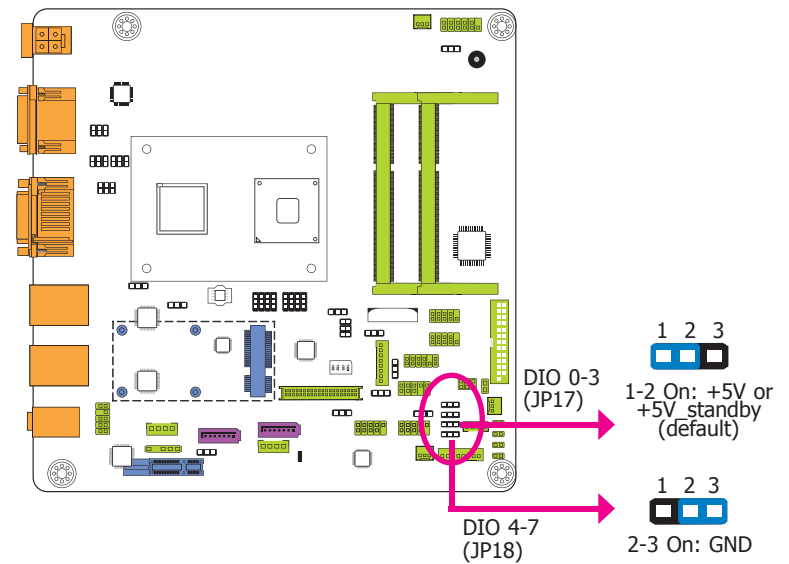 DIO 0-3
(JP17)
1 2 3
1-2 On: +5V or
+5V_standby
(default)
DIO 4-7
(JP18)
1 2 3
2-3 On: GND